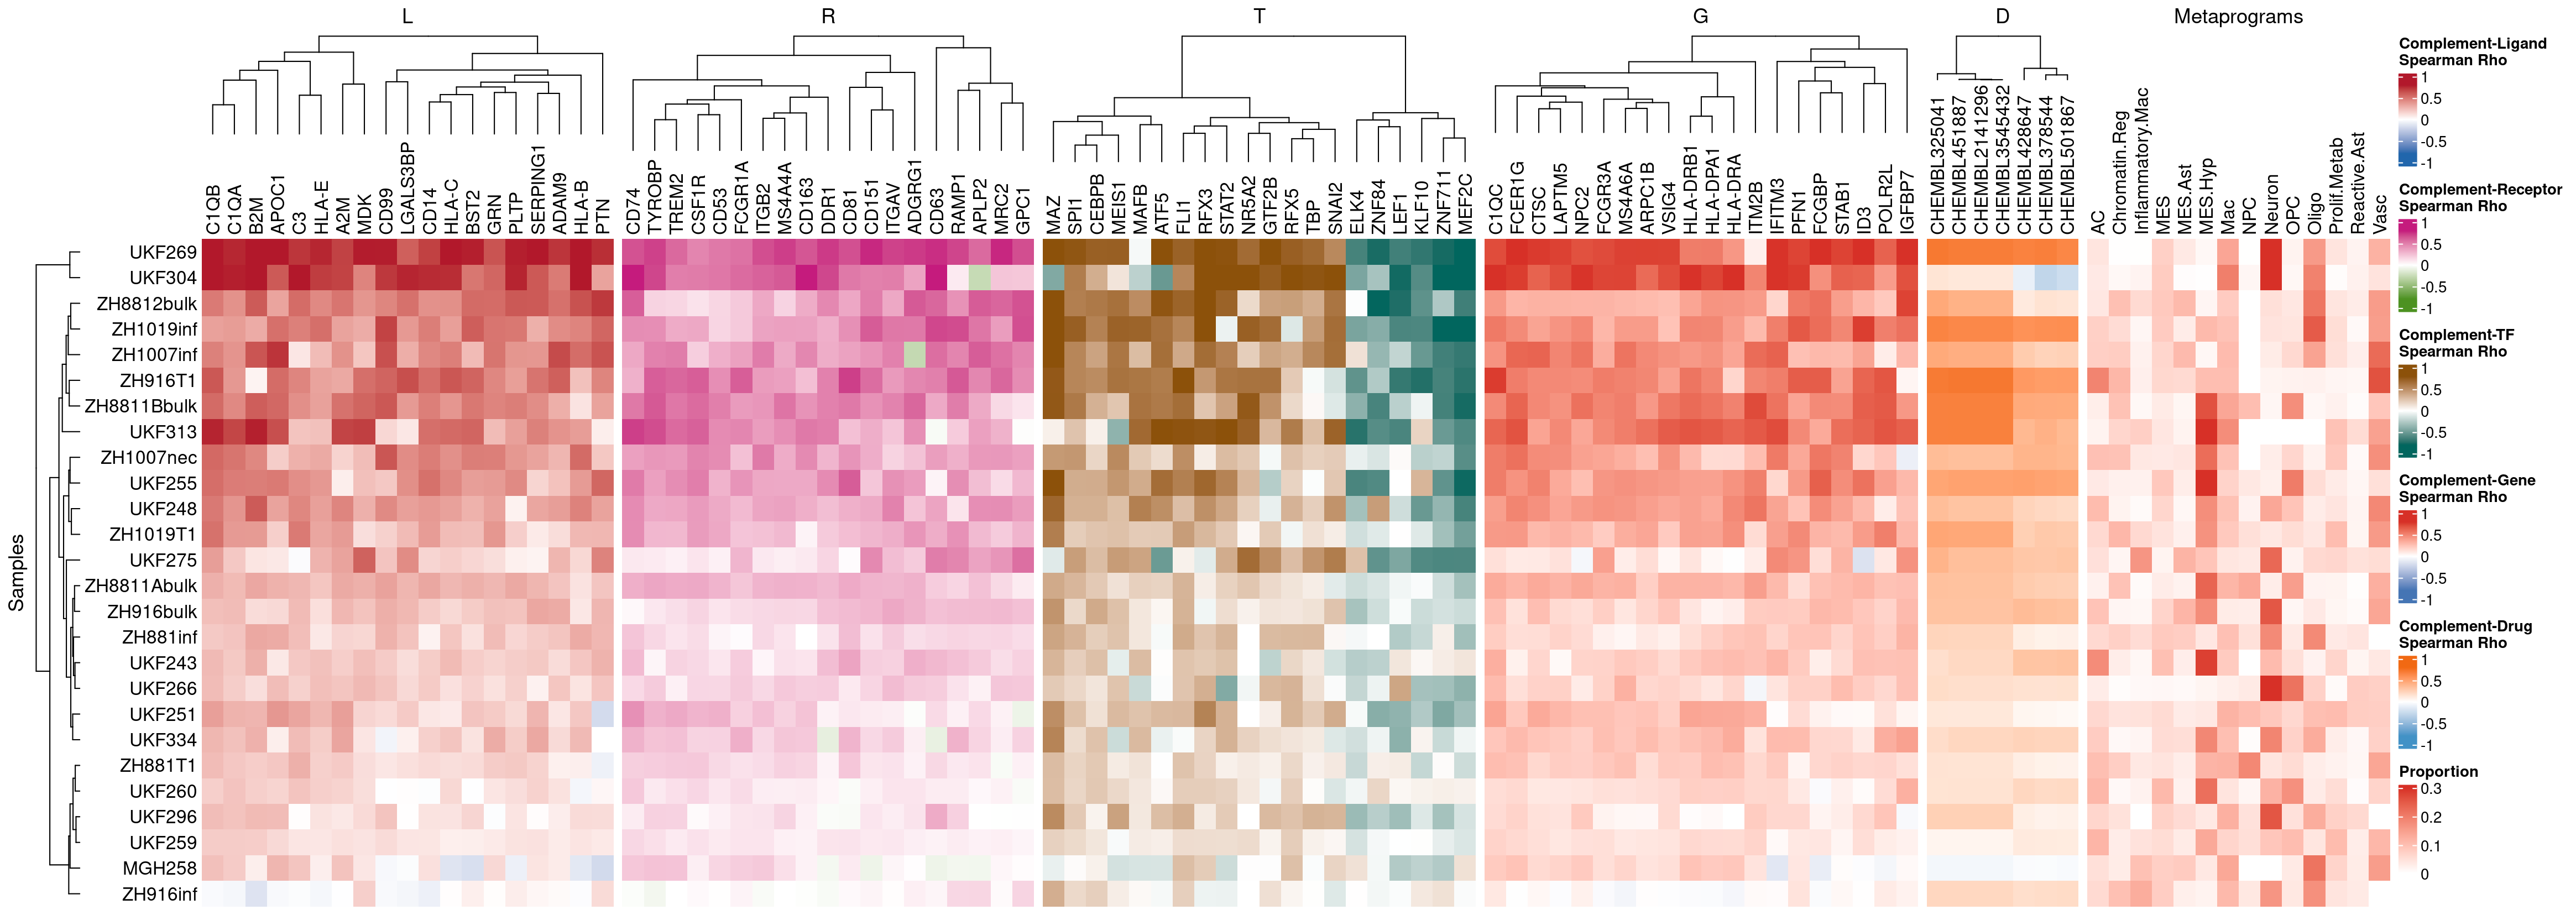 L R T G D Metaprograms
C1QB C1QA B2M APOC1 C3 HLA-E A2M MDK CD99 LGALS3BP CD14 HLA-C BST2 GRN PLTP SERPING1 ADAM9 HLA-B PTN
CD74 TYROBP TREM2 CSF1R CD53 FCGR1A ITGB2 MS4A4A CD163 DDR1 CD81 CD151 ITGAV ADGRG1 CD63 RAMP1 APLP2 MRC2 GPC1
MAZ SPI1 CEBPB MEIS1 MAFB ATF5 FLI1 RFX3 STAT2 NR5A2 GTF2B RFX5 TBP SNAI2 ELK4 ZNF84 LEF1 KLF10 ZNF711 MEF2C
C1QC FCER1G CTSC LAPTM5 NPC2 FCGR3A MS4A6A ARPC1B VSIG4 HLA-DRB1 HLA-DPA1 HLA-DRA ITM2B IFITM3 PFN1 FCGBP STAB1 ID3 POLR2L IGFBP7
CHEMBL325041 CHEMBL451887 CHEMBL2141296 CHEMBL3545432 CHEMBL428647 CHEMBL378544 CHEMBL501867
AC Chromatin.Reg Inflammatory.Mac MES MES.Ast MES.Hyp Mac NPC Neuron OPC Oligo Prolif.Metab Reactive.Ast Vasc
Samples
UKF269
UKF304
ZH8812bulk
ZH1019inf
ZH1007inf
ZH916T1
ZH8811Bbulk
UKF313
ZH1007nec
UKF255
UKF248
ZH1019T1
UKF275
ZH8811Abulk
ZH916bulk
ZH881inf
UKF243
UKF266
UKF251
UKF334
ZH881T1
UKF260
UKF296
UKF259
MGH258
ZH916inf
Complement-Ligand
Spearman Rho
1
0.5
0
-0.5
-1
Complement-Receptor
Spearman Rho
1
0.5
0
-0.5
-1
Complement-TF
Spearman Rho
1
0.5
0
-0.5
-1
Complement-Gene
Spearman Rho
1
0.5
0
-0.5
-1
Complement-Drug
Spearman Rho
1
0.5
0
-0.5
-1
Proportion
0.3
0.2
0.1
0